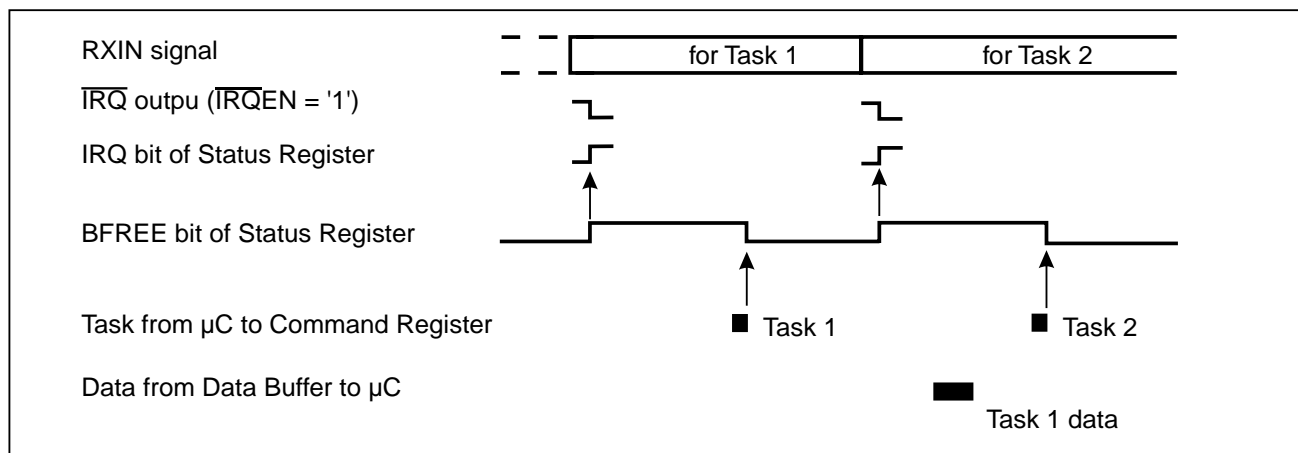 RXIN signal
for Task 1
for Task 2
IRQ outpu (IRQEN = '1')
IRQ bit of Status Register
BFREE bit of Status Register
Task from µC to Command Register
Task 1
Task 2
Data from Data Buffer to µC
Task 1 data